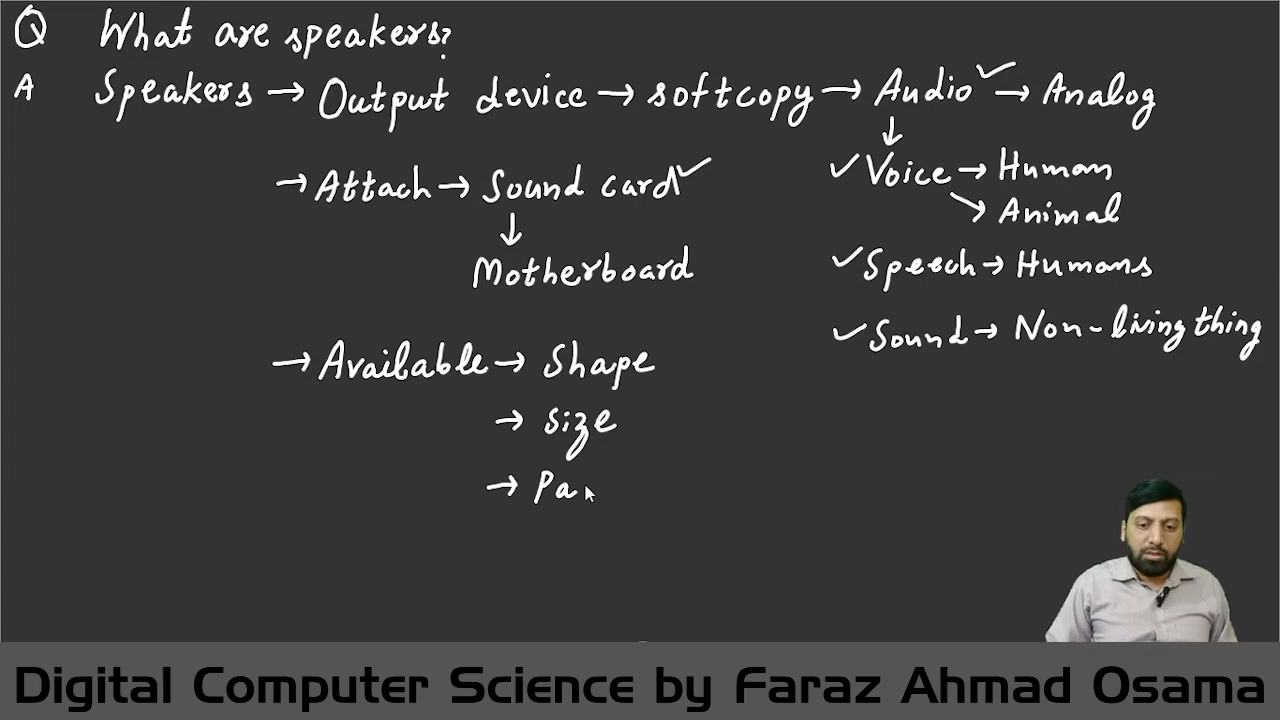 Q What are speakers?
A Speakers → Output device → softcopy → Audio ✓ → Analog
↓
→ Attach → Sound card ✓
✓ Voice → Human
↘ Animal
↓
Motherboard
✓ Speech → Humans
✓ Sound → Non-living thing
→ Available → Shape
→ Size
→ Pa
Digital Computer Science by Faraz Ahmad Osama